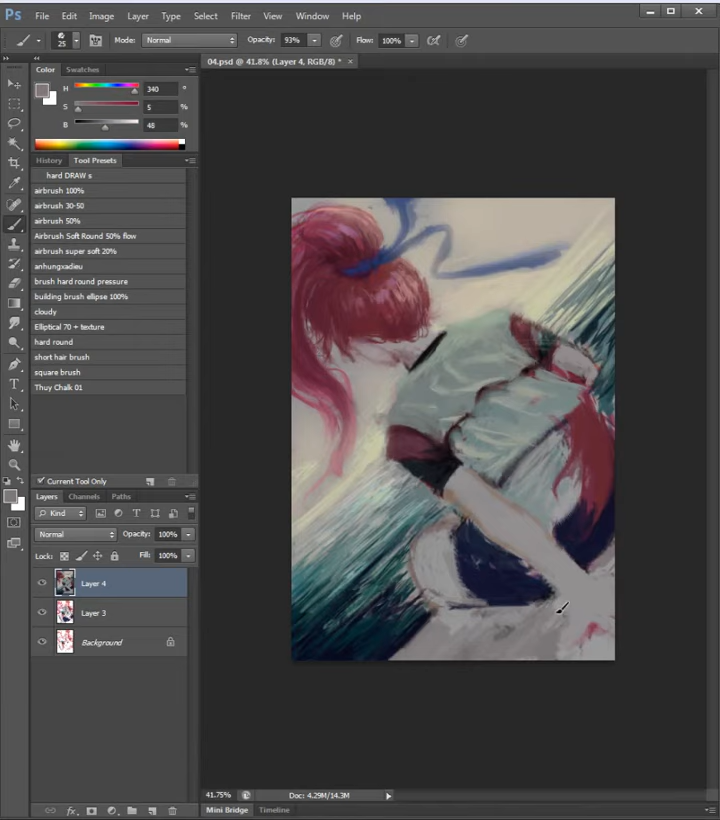 Ps File Edit Image Layer Type Select Filter View Window Help
25 Mode: Normal Opacity: 93% Flow: 100%
04.psd @ 41.8% (Layer 4, RGB/8) * ×
Color Swatches
H 340 °
S 5 %
B 48 %
History Tool Presets
hard DRAW s
airbrush 100%
airbrush 30-50
airbrush 50%
Airbrush Soft Round 50% flow
airbrush super soft 20%
anhungxadieu
brush hard round pressure
building brush ellipse 100%
cloudy
Elliptical 70 + texture
hard round
short hair brush
square brush
Thuy Chalk 01
Current Tool Only
Layers Channels Paths
Kind
Normal Opacity: 100%
Lock: Fill: 100%
Layer 4
Layer 3
Background
41.75% Doc: 4.29M/14.3M
Mini Bridge Timeline